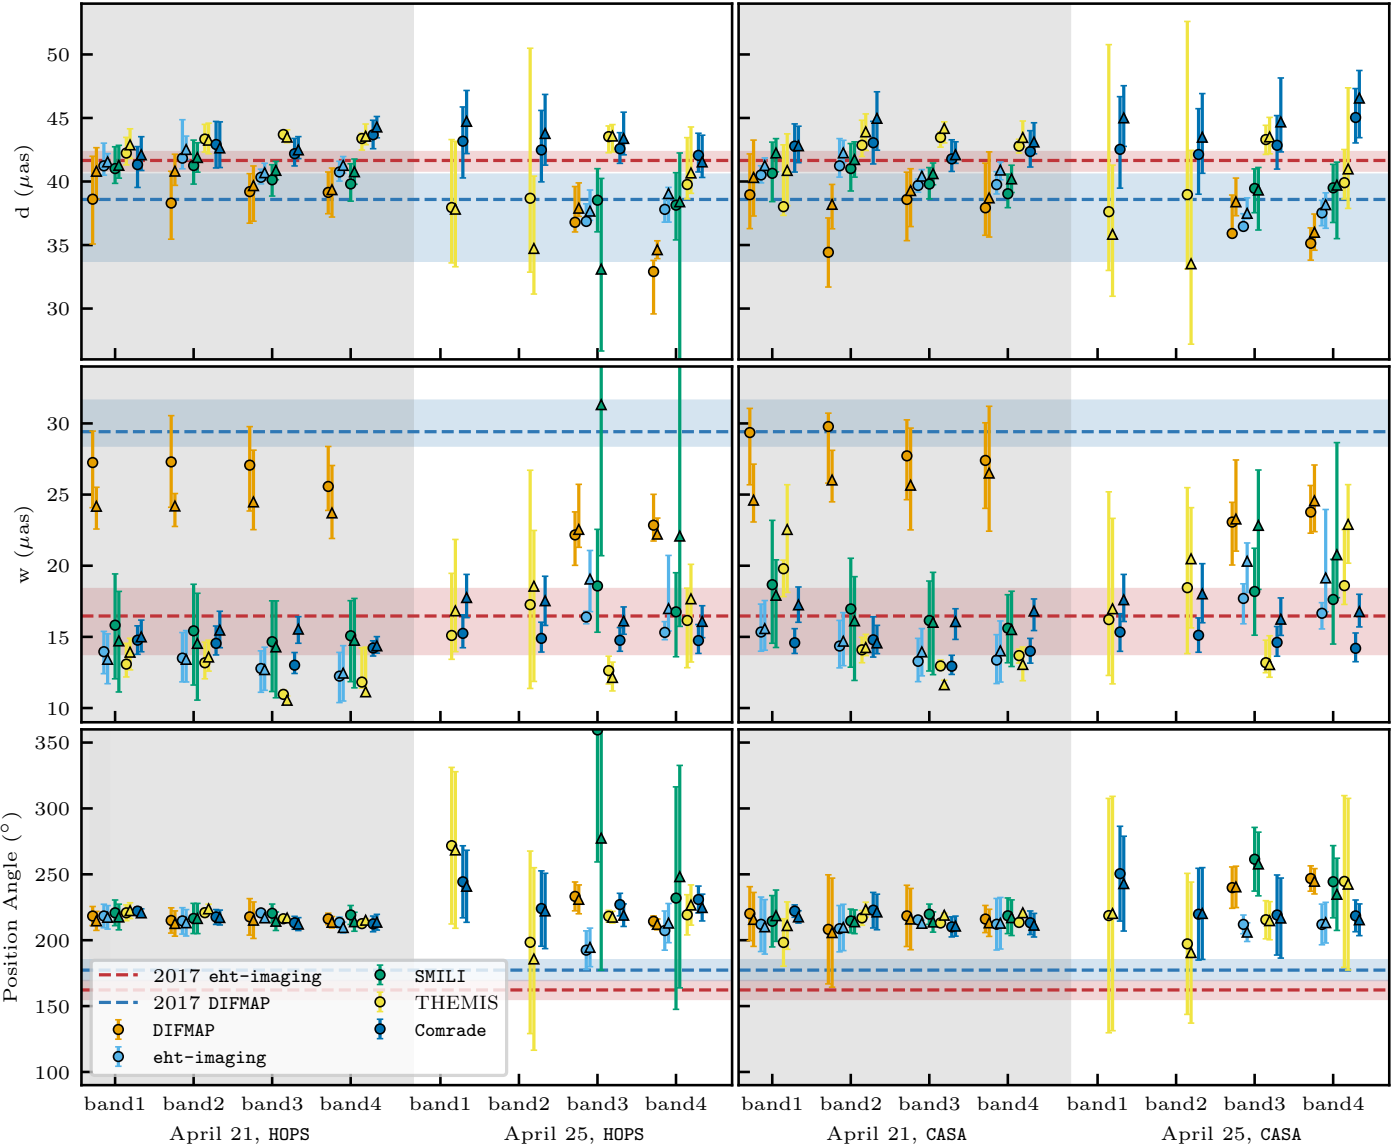 d (μas)
50
45
40
35
30
w (μas)
30
25
20
15
10
Position Angle (°)
350
300
250
200
150
100
2017 eht-imaging
2017 DIFMAP
DIFMAP
eht-imaging
SMILI
THEMIS
Comrade
band1 band2 band3 band4 band1 band2 band3 band4 band1 band2 band3 band4 band1 band2 band3 band4
April 21, HOPS April 25, HOPS April 21, CASA April 25, CASA